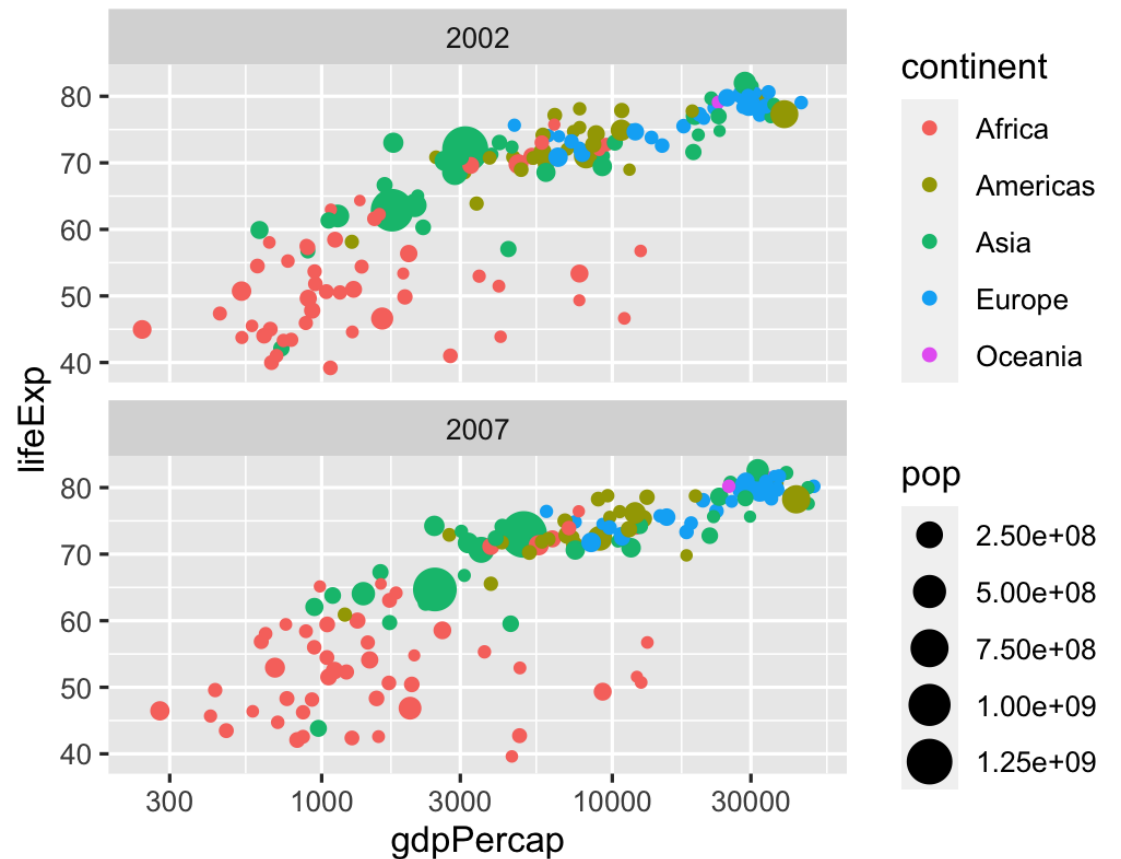 2002
80
70
60
50
40
2007
80
70
60
50
40
300 1000 3000 10000 30000
gdpPercap
lifeExp
continent
Africa
Americas
Asia
Europe
Oceania
pop
2.50e+08
5.00e+08
7.50e+08
1.00e+09
1.25e+09